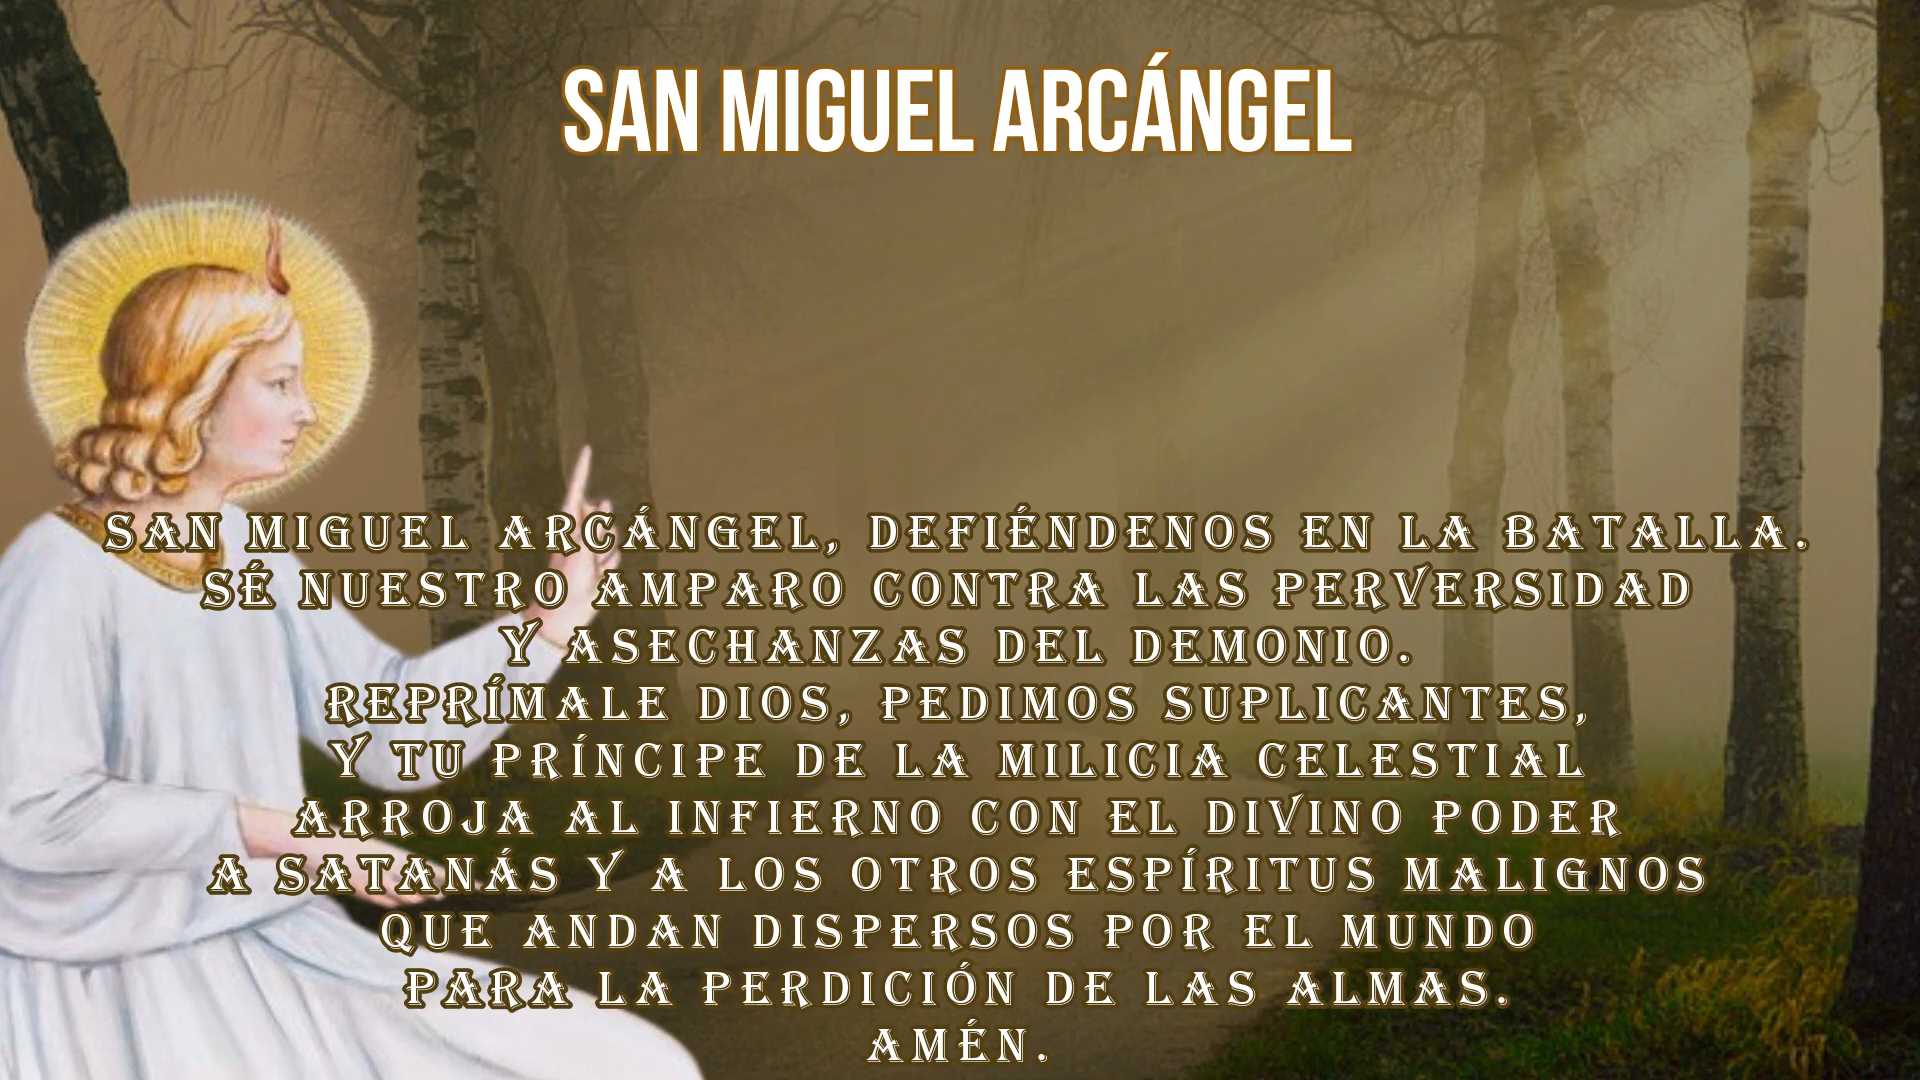 SAN MIGUEL ARCÁNGEL
SAN MIGUEL ARCÁNGEL, DEFIÉNDENOS EN LA BATALLA.
SÉ NUESTRO AMPARO CONTRA LAS PERVERSIDAD
Y ASECHANZAS DEL DEMONIO.
REPRÍMALE DIOS, PEDIMOS SUPLICANTES,
Y TU PRÍNCIPE DE LA MILICIA CELESTIAL
ARROJA AL INFIERNO CON EL DIVINO PODER
A SATANÁS Y A LOS OTROS ESPÍRITUS MALIGNOS
QUE ANDAN DISPERSOS POR EL MUNDO
PARA LA PERDICIÓN DE LAS ALMAS.
AMÉN.